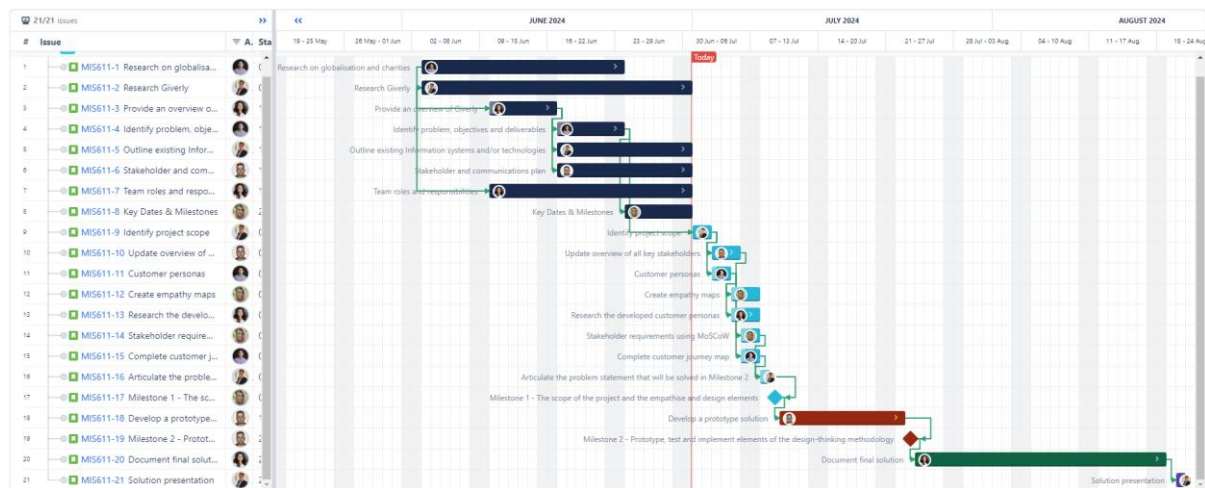 21/21 issues
JUNE 2024 JULY 2024 AUGUST 2024
# Issue A. Sta
19 - 25 May 26 May - 01 Jun 02 - 08 Jun 09 - 15 Jun 16 - 22 Jun 23 - 29 Jun 30 Jun - 06 Jul 07 - 13 Jul 14 - 20 Jul 21 - 27 Jul 28 Jul - 03 Aug 04 - 10 Aug 11 - 17 Aug 18 - 24 Aug
Today
1 MIS611-1 Research on globalisa... Research on globalisation and charities
2 MIS611-2 Research Giverly Research Giverly
3 MIS611-3 Provide an overview o... Provide an overview of Giverly
4 MIS611-4 Identify problem, obje... Identify problem, objectives and deliverables
5 MIS611-5 Outline existing Infor... Outline existing Information systems and/or technologies
6 MIS611-6 Stakeholder and com... Stakeholder and communications plan
7 MIS611-7 Team roles and respo... Team roles and responsibilities
8 MIS611-8 Key Dates & Milestones Key Dates & Milestones
9 MIS611-9 Identify project scope Identify project scope
10 MIS611-10 Update overview of ... Update overview of all key stakeholders
11 MIS611-11 Customer personas Customer personas
12 MIS611-12 Create empathy maps Create empathy maps
13 MIS611-13 Research the develo... Research the developed customer personas
14 MIS611-14 Stakeholder require... Stakeholder requirements using MoSCoW
15 MIS611-15 Complete customer j... Complete customer journey map
16 MIS611-16 Articulate the proble... Articulate the problem statement that will be solved in Milestone 2
17 MIS611-17 Milestone 1 - The sc... Milestone 1 - The scope of the project and the empathise and design elements
18 MIS611-18 Develop a prototype... Develop a prototype solution
19 MIS611-19 Milestone 2 - Protot... Milestone 2 - Prototype, test and implement elements of the design-thinking methodology
20 MIS611-20 Document final solut... Document final solution
21 MIS611-21 Solution presentation Solution presentation